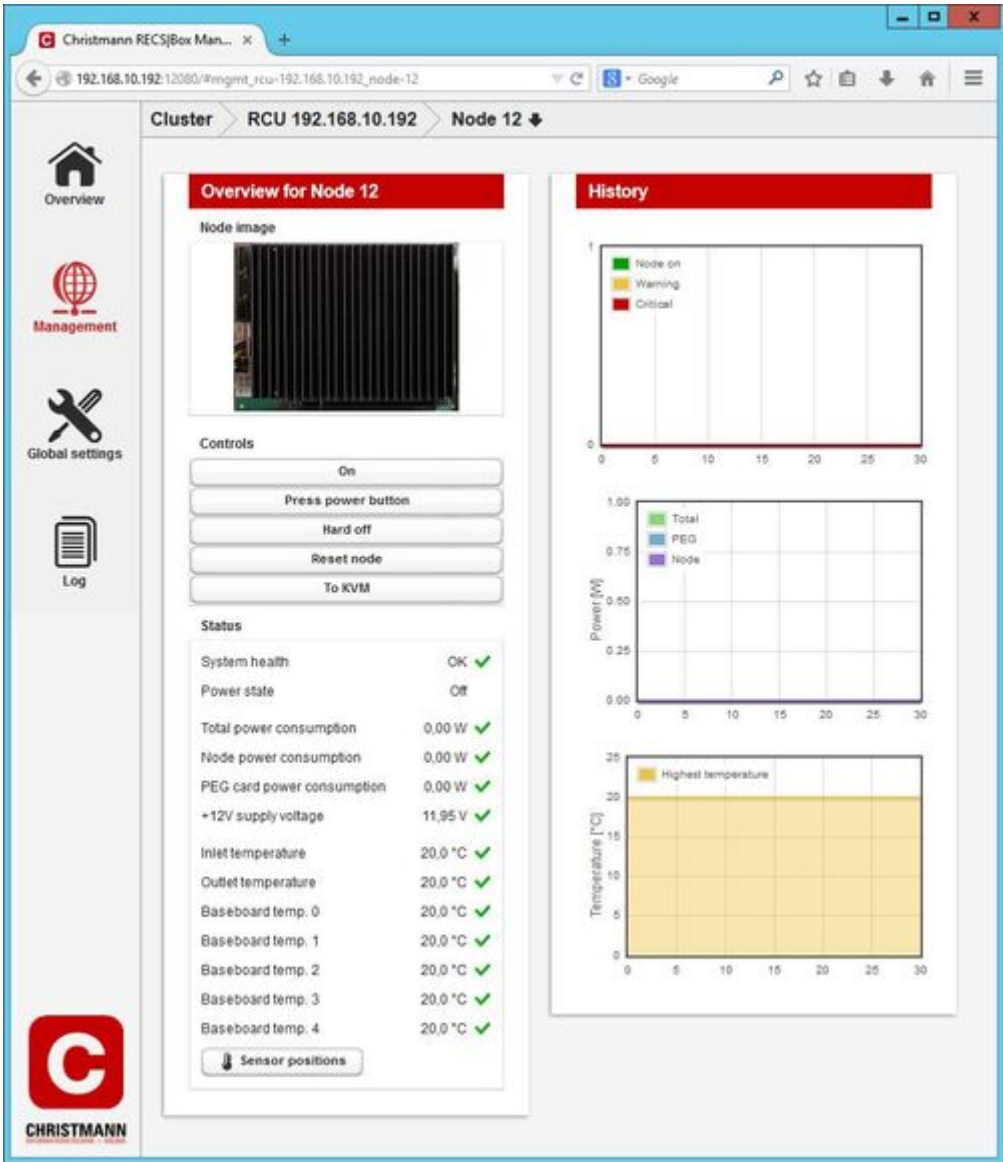 Christmann RECS|Box Man... × +
192.168.10.192:12080/#mgmt_rcu-192.168.10.192_node-12
Google
Cluster RCU 192.168.10.192 Node 12
Overview
Management
Global settings
Log
C
CHRISTMANN
Overview for Node 12
Node image
Controls
On
Press power button
Hard off
Reset node
To KVM
Status
System health OK
Power state Off
Total power consumption 0,00 W
Node power consumption 0,00 W
PEG card power consumption 0,00 W
+12V supply voltage 11,95 V
Inlet temperature 20,0 °C
Outlet temperature 20,0 °C
Baseboard temp. 0 20,0 °C
Baseboard temp. 1 20,0 °C
Baseboard temp. 2 20,0 °C
Baseboard temp. 3 20,0 °C
Baseboard temp. 4 20,0 °C
Sensor positions
History
1
Node on
Warning
Critical
0
0 5 10 15 20 25 30
1.00
Total
PEG
0.75
Node
Power [W]
0.50
0.25
0.00
0 5 10 15 20 25 30
25
Highest temperature
20
Temperature [°C]
15
10
5
0
0 5 10 15 20 25 30